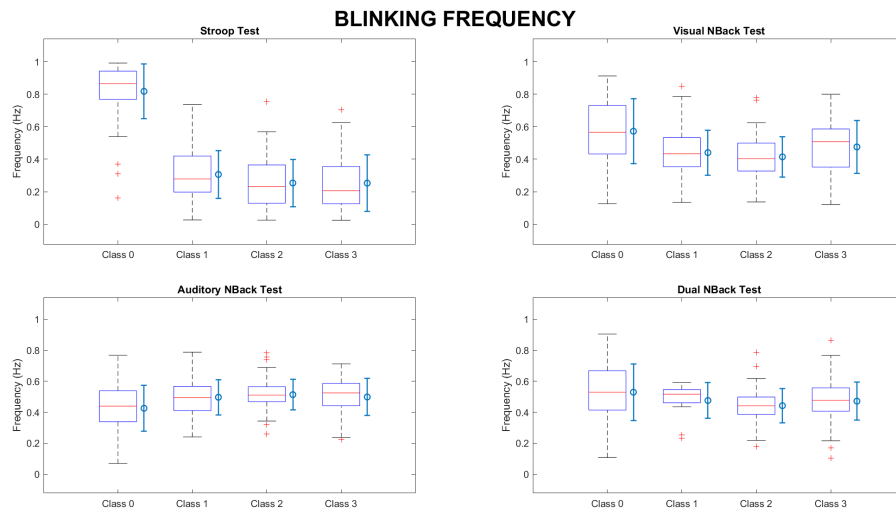 BLINKING FREQUENCY
Stroop Test
Frequency (Hz)
1
0.8
0.6
0.4
0.2
0
Class 0 Class 1 Class 2 Class 3
Visual NBack Test
Frequency (Hz)
1
0.8
0.6
0.4
0.2
0
Class 0 Class 1 Class 2 Class 3
Auditory NBack Test
Frequency (Hz)
1
0.8
0.6
0.4
0.2
0
Class 0 Class 1 Class 2 Class 3
Dual NBack Test
Frequency (Hz)
1
0.8
0.6
0.4
0.2
0
Class 0 Class 1 Class 2 Class 3